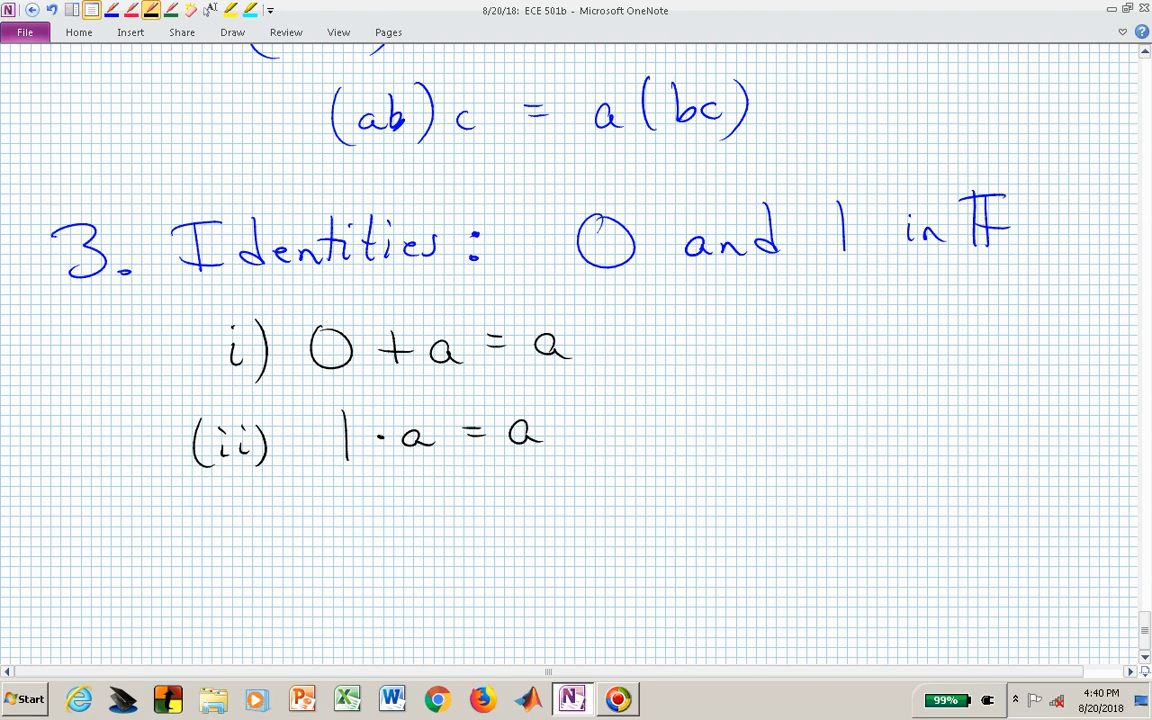 8/20/18: ECE 501b - Microsoft OneNote
File Home Insert Share Draw Review View Pages
(ab)c = a(bc)
3. Identities: 0 and 1 in 𝔽
i) 0 + a = a
(ii) 1 · a = a
Start
99%
4:40 PM
8/20/2018